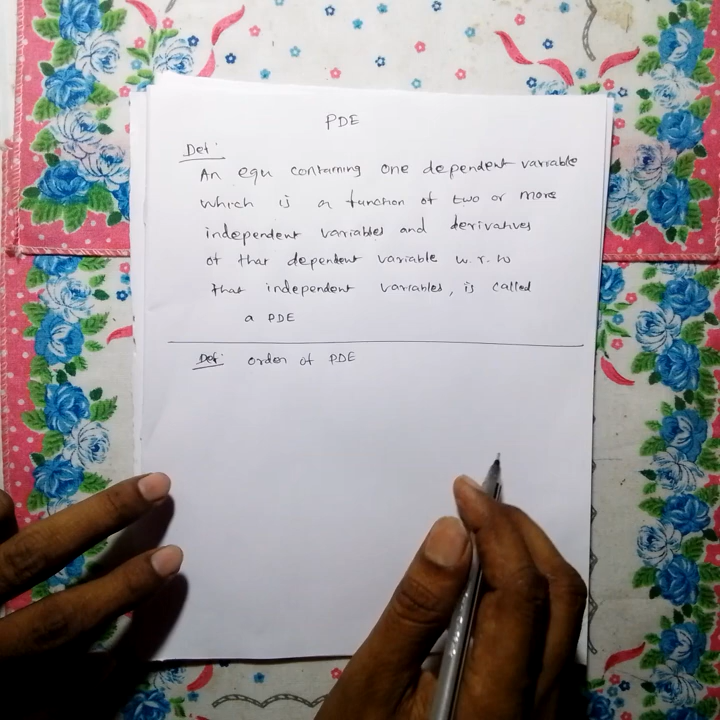 PDE
Def:
An equ containing one dependent variable
which is a function of two or more
independent variables and derivatives
of that dependent variable w.r.to
that independent variables, is called
a PDE
Def: order of PDE